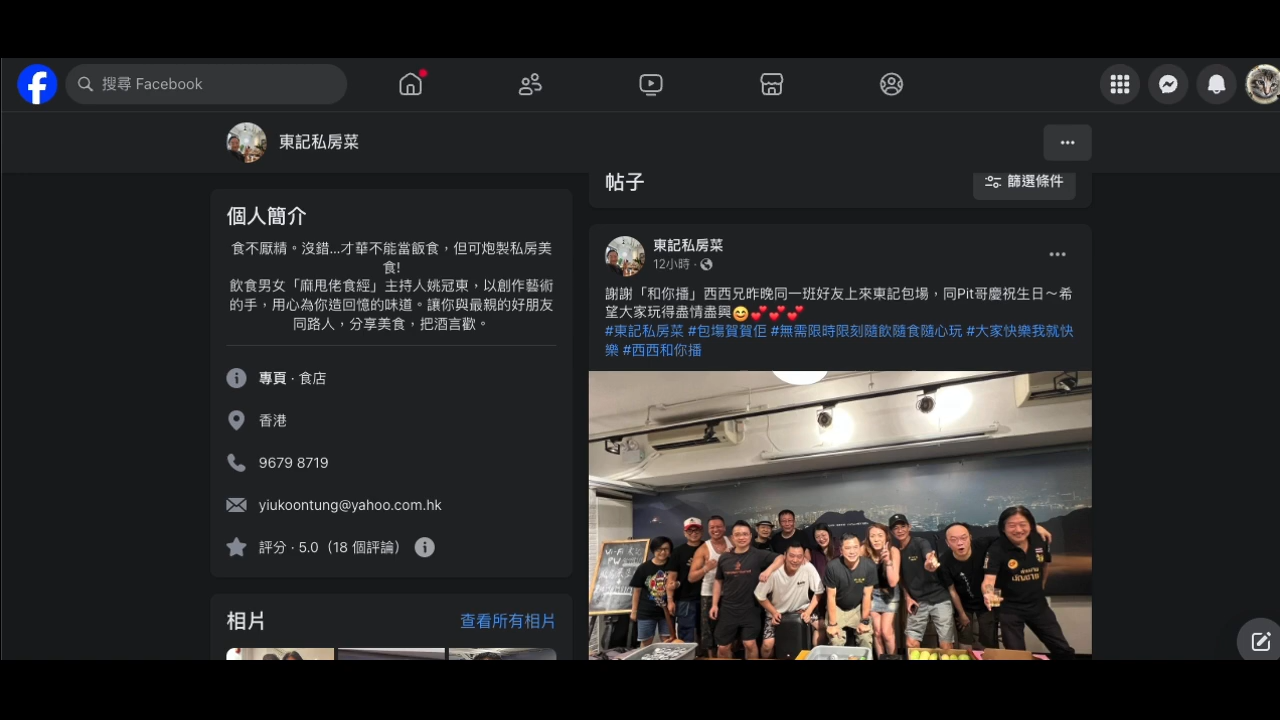 搜尋 Facebook
東記私房菜
個人簡介
食不厭精。沒錯...才華不能當飯食，但可炮製私房美
食!
飲食男女「麻甩佬食經」主持人姚冠東，以創作藝術
的手，用心為你造回憶的味道。讓你與最親的好朋友
同路人，分享美食，把酒言歡。
專頁 · 食店
香港
9679 8719
yiukoontung@yahoo.com.hk
評分 · 5.0（18 個評論）
相片
查看所有相片
帖子
篩選條件
東記私房菜
12小時
謝謝「和你播」西西兄昨晚同一班好友上來東記包場，同Pit哥慶祝生日～希
望大家玩得盡情盡興😊💕💕💕
#東記私房菜 #包塲賀賀佢 #無需限時限刻隨飲隨食隨心玩 #大家快樂我就快
樂 #西西和你播